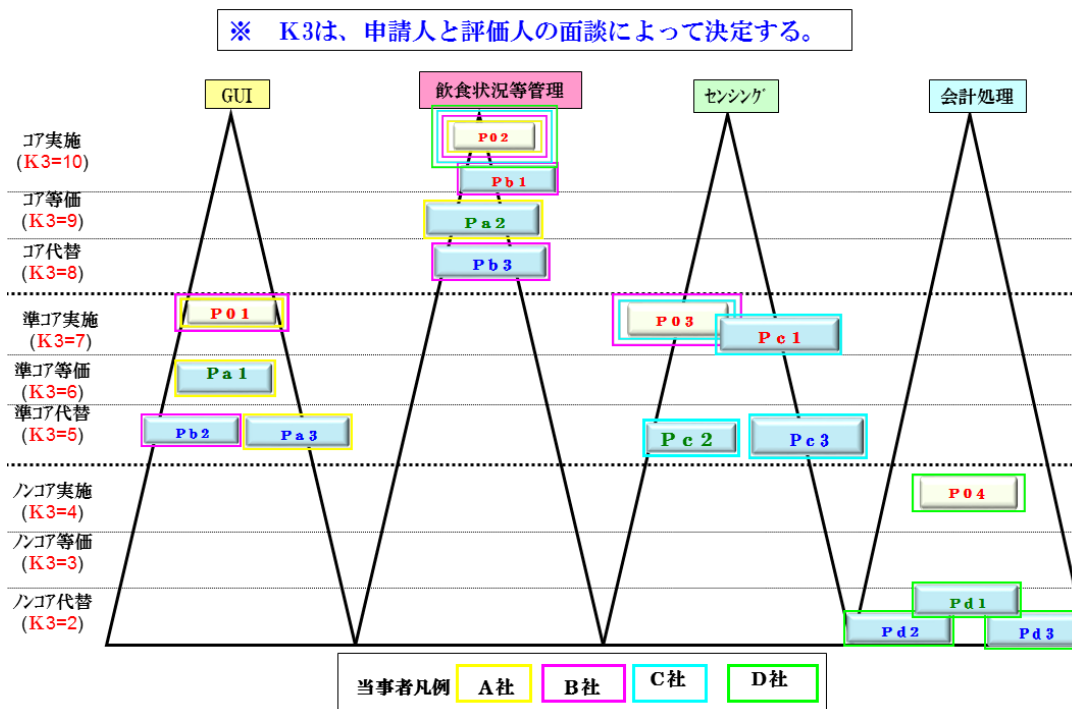 ※　K3は、申請人と評価人の面談によって決定する。
GUI
飲食状況等管理
ｾﾝｼﾝｸﾞ
会計処理
ｺｱ実施
(K3=10)
P02
Pb1
ｺｱ等価
(K3=9)
Pa2
ｺｱ代替
(K3=8)
Pb3
準ｺｱ実施
(K3=7)
P01
P03
Pc1
準ｺｱ等価
(K3=6)
Pa1
準ｺｱ代替
(K3=5)
Pb2
Pa3
Pc2
Pc3
ﾉﾝｺｱ実施
(K3=4)
P04
ﾉﾝｺｱ等価
(K3=3)
ﾉﾝｺｱ代替
(K3=2)
Pd1
Pd2
Pd3
当事者凡例 A社 B社 C社 D社